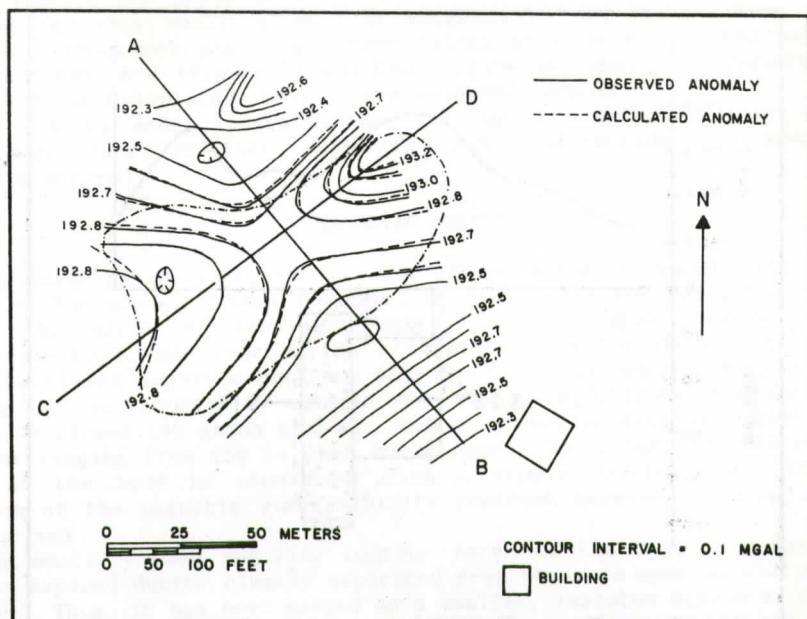 A
192.6
192.3
192.4
192.7
D
OBSERVED ANOMALY
CALCULATED ANOMALY
192.5
193.2
193.0
192.7
192.8
192.8
N
192.7
192.8
192.5
192.5
192.7
192.7
192.8
192.5
C
192.3
B
0 25 50 METERS
0 50 100 FEET
CONTOUR INTERVAL = 0.1 MGAL
BUILDING